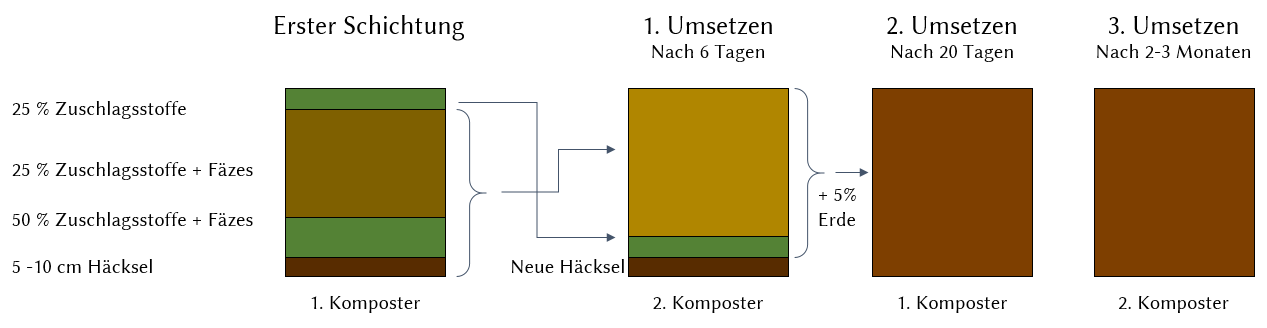 Erster Schichtung
1. Umsetzen
Nach 6 Tagen
2. Umsetzen
Nach 20 Tagen
3. Umsetzen
Nach 2-3 Monaten
25 % Zuschlagsstoffe
25 % Zuschlagsstoffe + Fäzes
50 % Zuschlagsstoffe + Fäzes
5 -10 cm Häcksel
Neue Häcksel
+ 5%
Erde
1. Komposter
2. Komposter
1. Komposter
2. Komposter